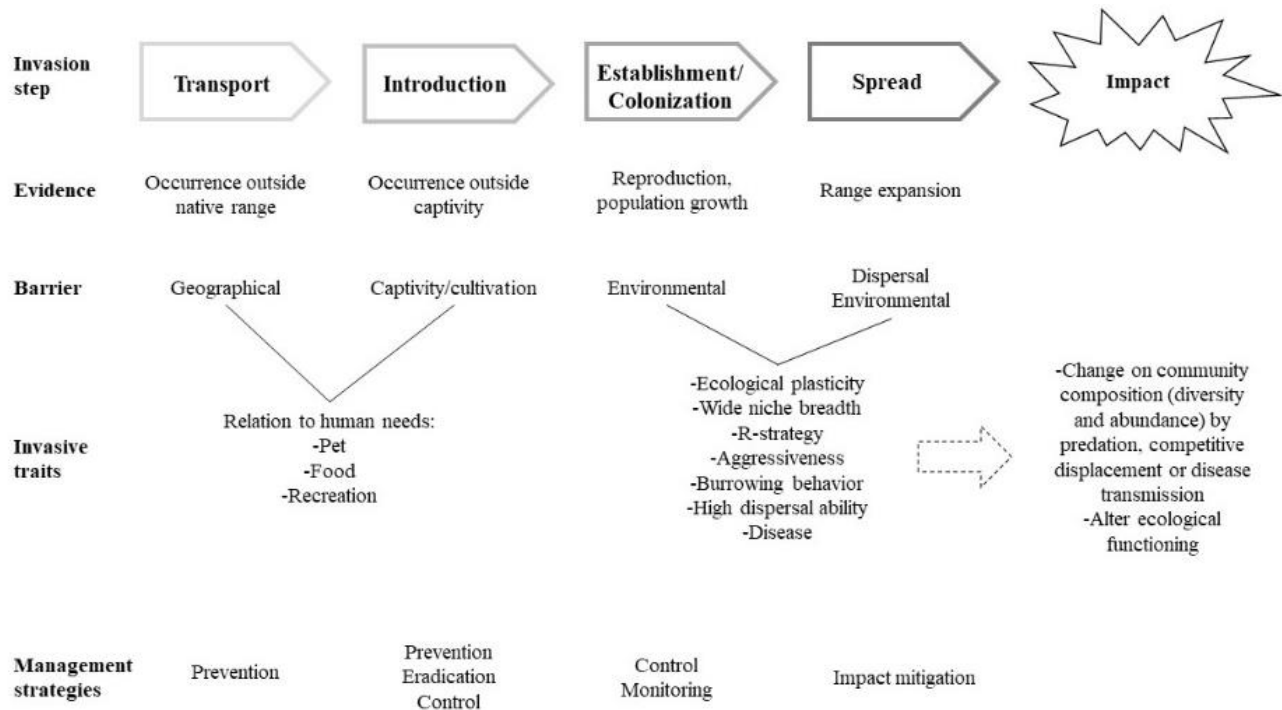 Invasion
step
Transport
Introduction
Establishment/
Colonization
Spread
Impact
Evidence
Occurrence outside
native range
Occurrence outside
captivity
Reproduction,
population growth
Range expansion
Barrier
Geographical
Captivity/cultivation
Environmental
Dispersal
Environmental
Invasive
traits
Relation to human needs:
-Pet
-Food
-Recreation
-Ecological plasticity
-Wide niche breadth
-R-strategy
-Aggressiveness
-Burrowing behavior
-High dispersal ability
-Disease
-Change on community
composition (diversity
and abundance) by
predation, competitive
displacement or disease
transmission
-Alter ecological
functioning
Management
strategies
Prevention
Prevention
Eradication
Control
Control
Monitoring
Impact mitigation